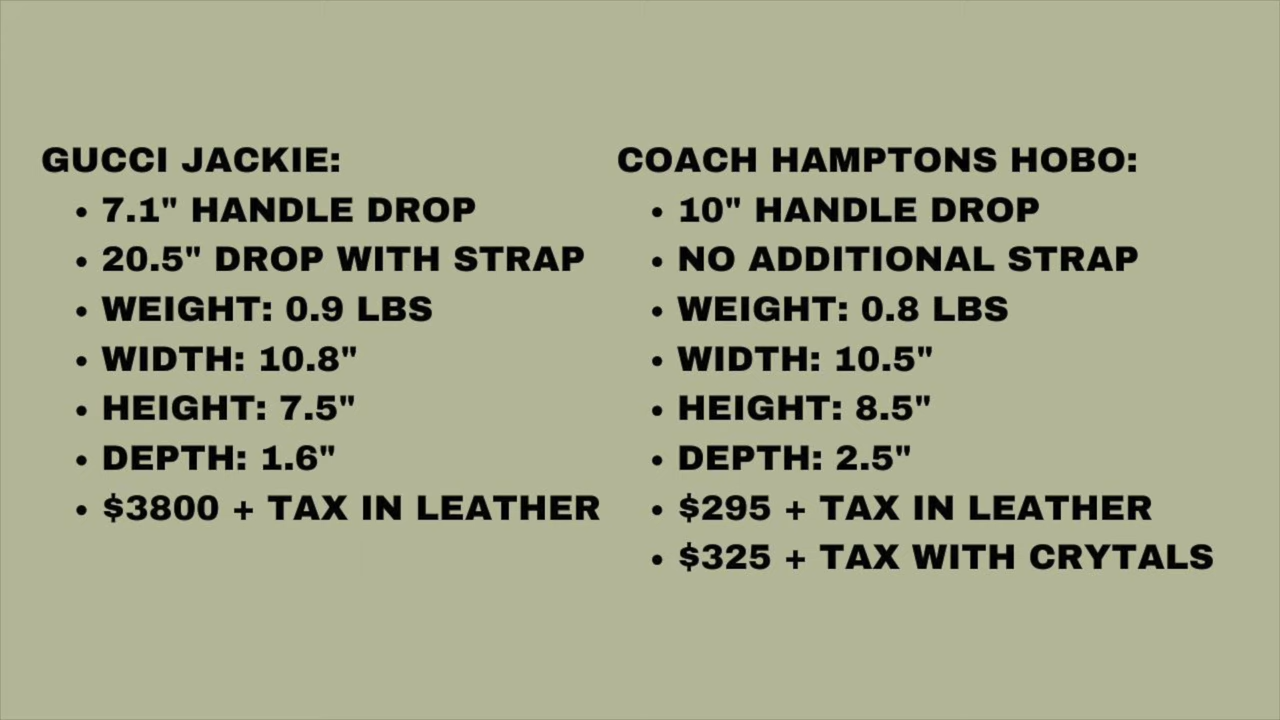 GUCCI JACKIE:
• 7.1" HANDLE DROP
• 20.5" DROP WITH STRAP
• WEIGHT: 0.9 LBS
• WIDTH: 10.8"
• HEIGHT: 7.5"
• DEPTH: 1.6"
• $3800 + TAX IN LEATHER
COACH HAMPTONS HOBO:
• 10" HANDLE DROP
• NO ADDITIONAL STRAP
• WEIGHT: 0.8 LBS
• WIDTH: 10.5"
• HEIGHT: 8.5"
• DEPTH: 2.5"
• $295 + TAX IN LEATHER
• $325 + TAX WITH CRYTALS